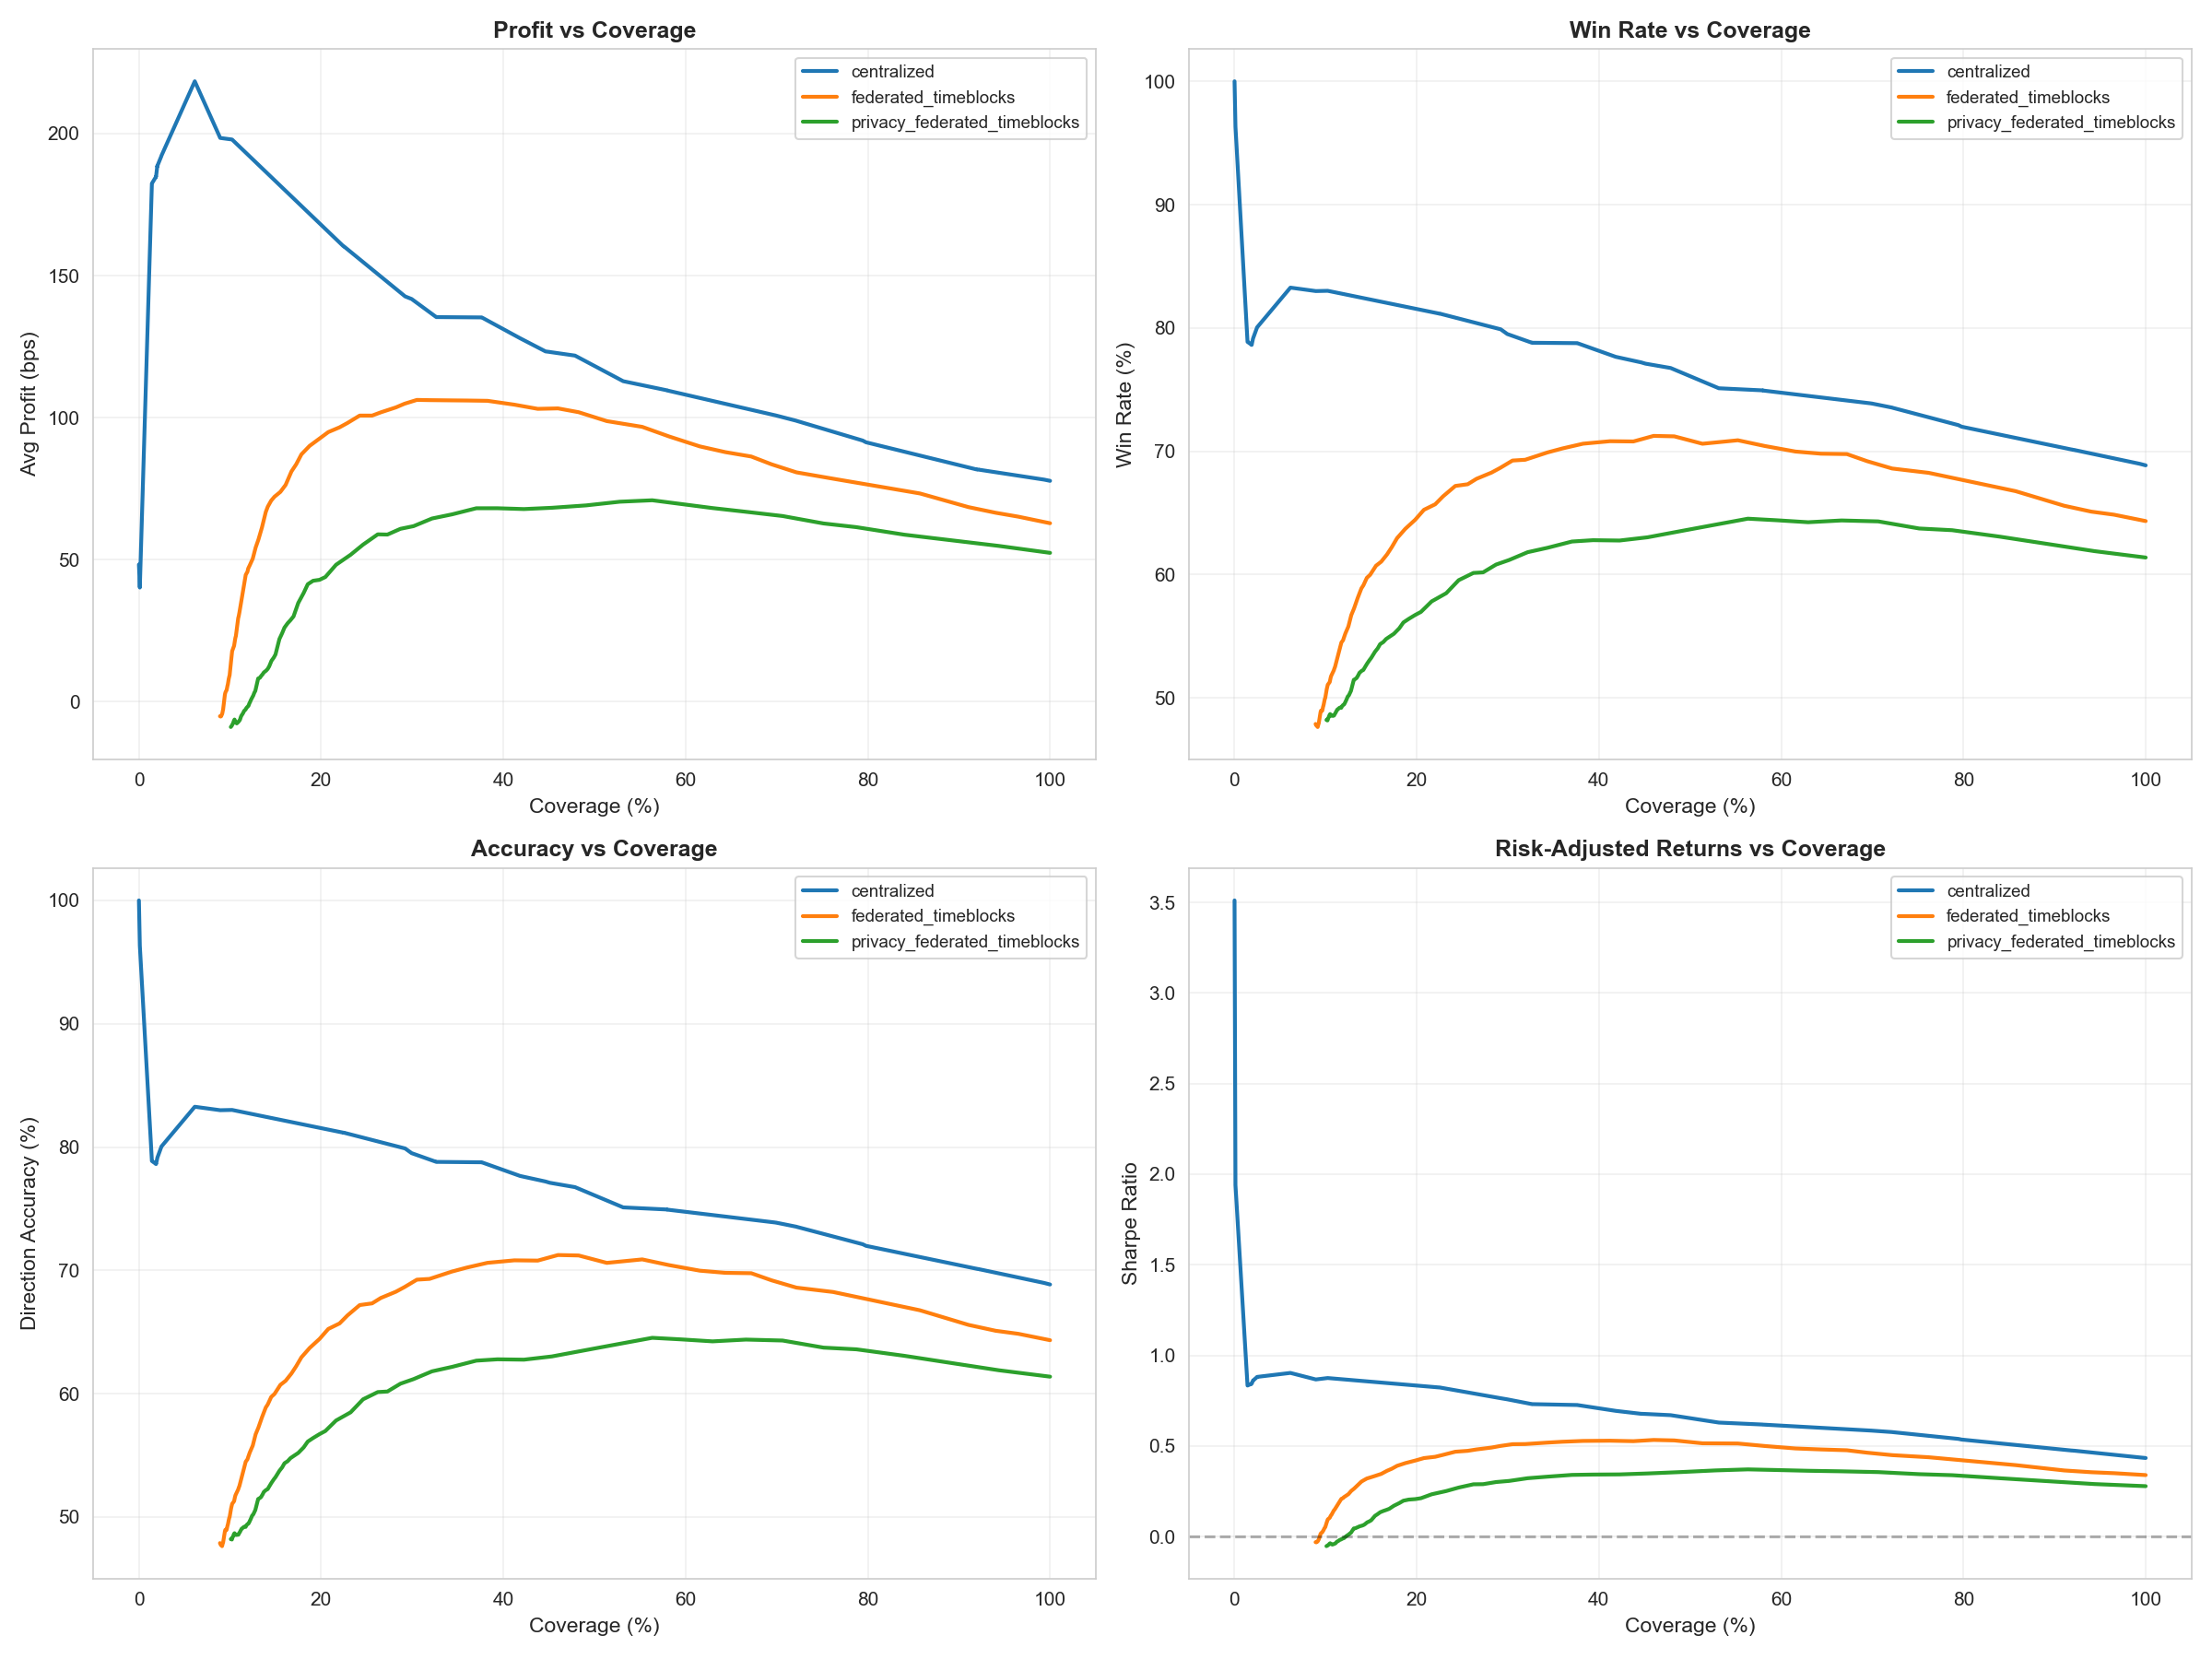 Profit vs Coverage
Avg Profit (bps)
200
150
100
50
0
0 20 40 60 80 100
Coverage (%)
centralized
federated_timeblocks
privacy_federated_timeblocks
Win Rate vs Coverage
Win Rate (%)
100
90
80
70
60
50
0 20 40 60 80 100
Coverage (%)
centralized
federated_timeblocks
privacy_federated_timeblocks
Accuracy vs Coverage
Direction Accuracy (%)
100
90
80
70
60
50
0 20 40 60 80 100
Coverage (%)
centralized
federated_timeblocks
privacy_federated_timeblocks
Risk-Adjusted Returns vs Coverage
Sharpe Ratio
3.5
3.0
2.5
2.0
1.5
1.0
0.5
0.0
0 20 40 60 80 100
Coverage (%)
centralized
federated_timeblocks
privacy_federated_timeblocks